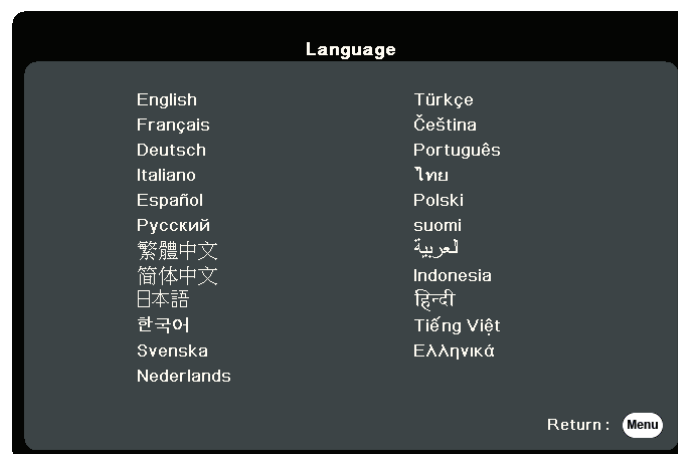 Language
English
Français
Deutsch
Italiano
Español
Русский
繁體中文
简体中文
日本語
한국어
Svenska
Nederlands
Türkçe
Čeština
Português
ไทย
Polski
suomi
العربية
Indonesia
हिन्दी
Tiếng Việt
Ελληνικά
Return : Menu